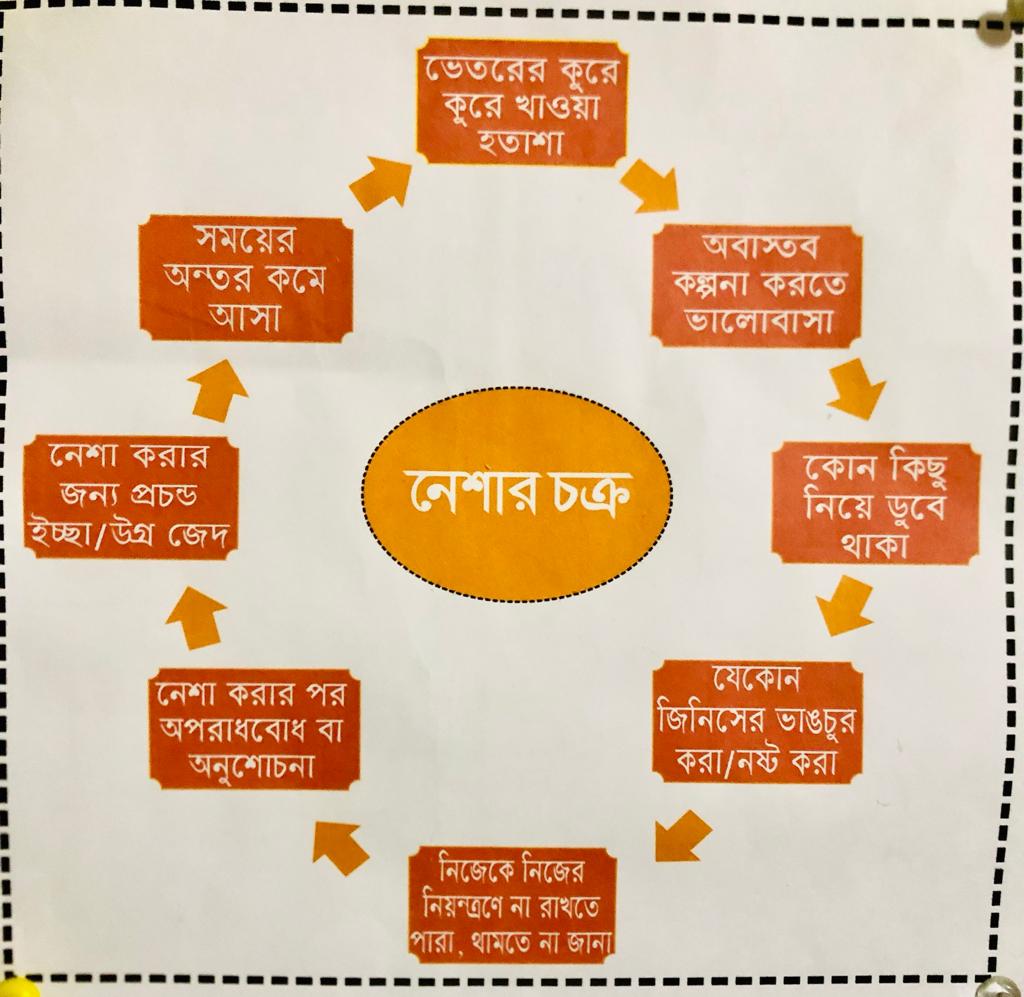 ভেতরের কুরে
কুরে খাওয়া
হতাশা
অবাস্তব
কল্পনা করতে
ভালোবাসা
কোন কিছু
নিয়ে ডুবে
থাকা
যেকোন
জিনিসের ভাঙচুর
করা/নষ্ট করা
নিজেকে নিজের
নিয়ন্ত্রণে না রাখতে
পারা, থামতে না জানা
নেশা করার পর
অপরাধবোধ বা
অনুশোচনা
নেশা করার
জন্য প্রচন্ড
ইচ্ছা/উগ্র জেদ
সময়ের
অন্তর কমে
আসা
নেশার চক্র